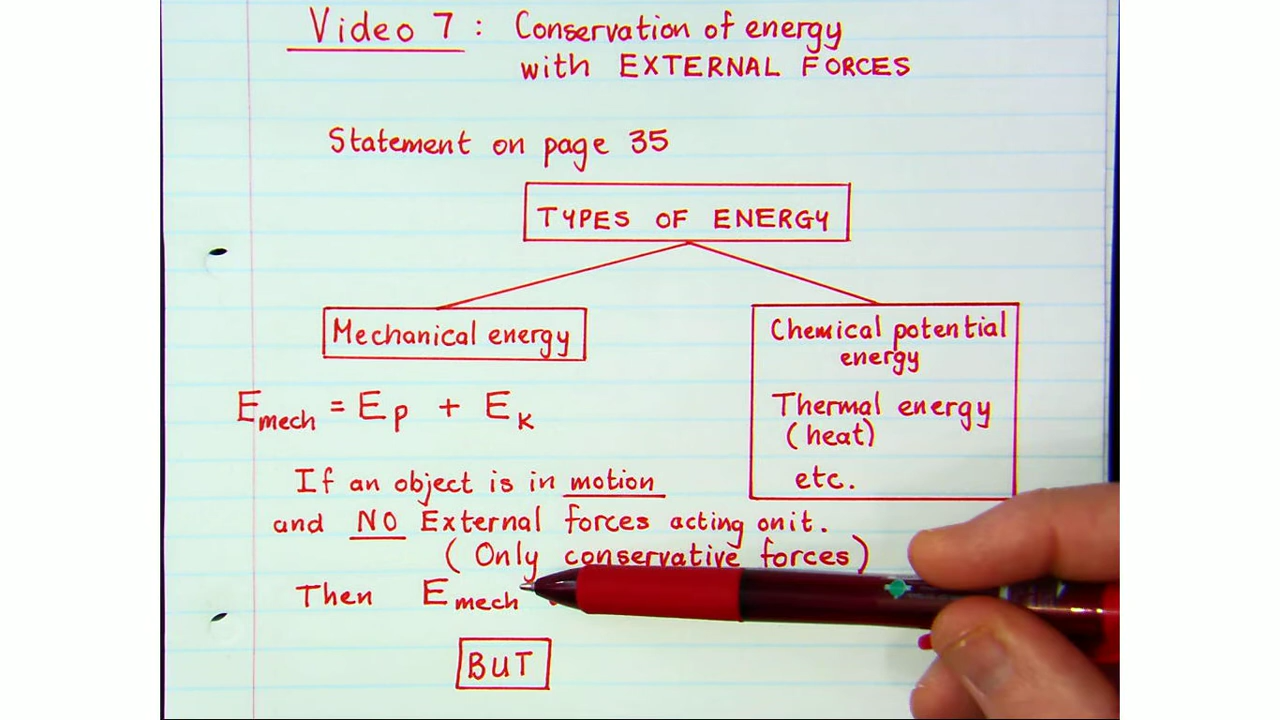 Video 7 : Conservation of energy
with EXTERNAL FORCES
Statement on page 35
TYPES OF ENERGY
Mechanical energy
Chemical potential
energy
Thermal energy
(heat)
etc.
Emech = Ep + Ek
If an object is in motion
and NO External forces acting on it.
(Only conservative forces)
Then Emech
BUT